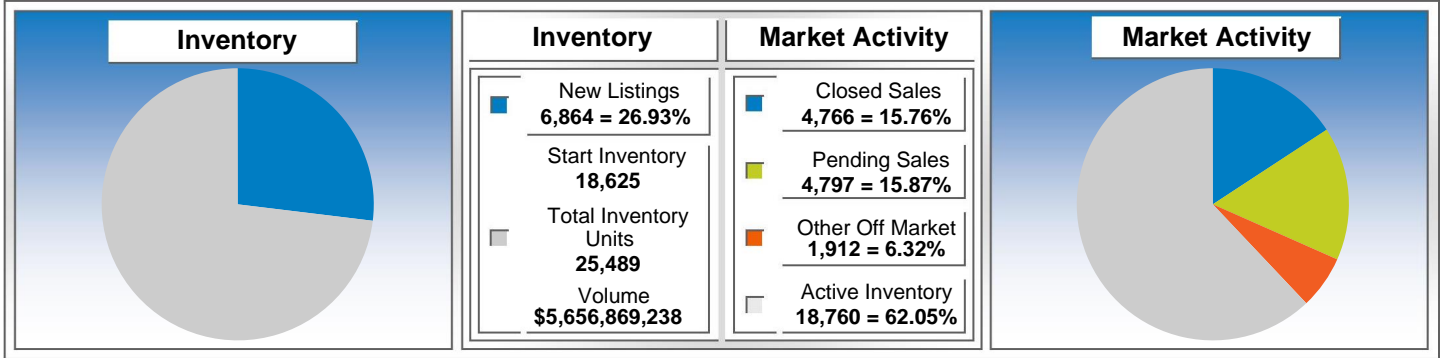 Inventory
Inventory
New Listings
6,864 = 26.93%
Start Inventory
18,625
Total Inventory
Units
25,489
Volume
$5,656,869,238
Market Activity
Closed Sales
4,766 = 15.76%
Pending Sales
4,797 = 15.87%
Other Off Market
1,912 = 6.32%
Active Inventory
18,760 = 62.05%
Market Activity